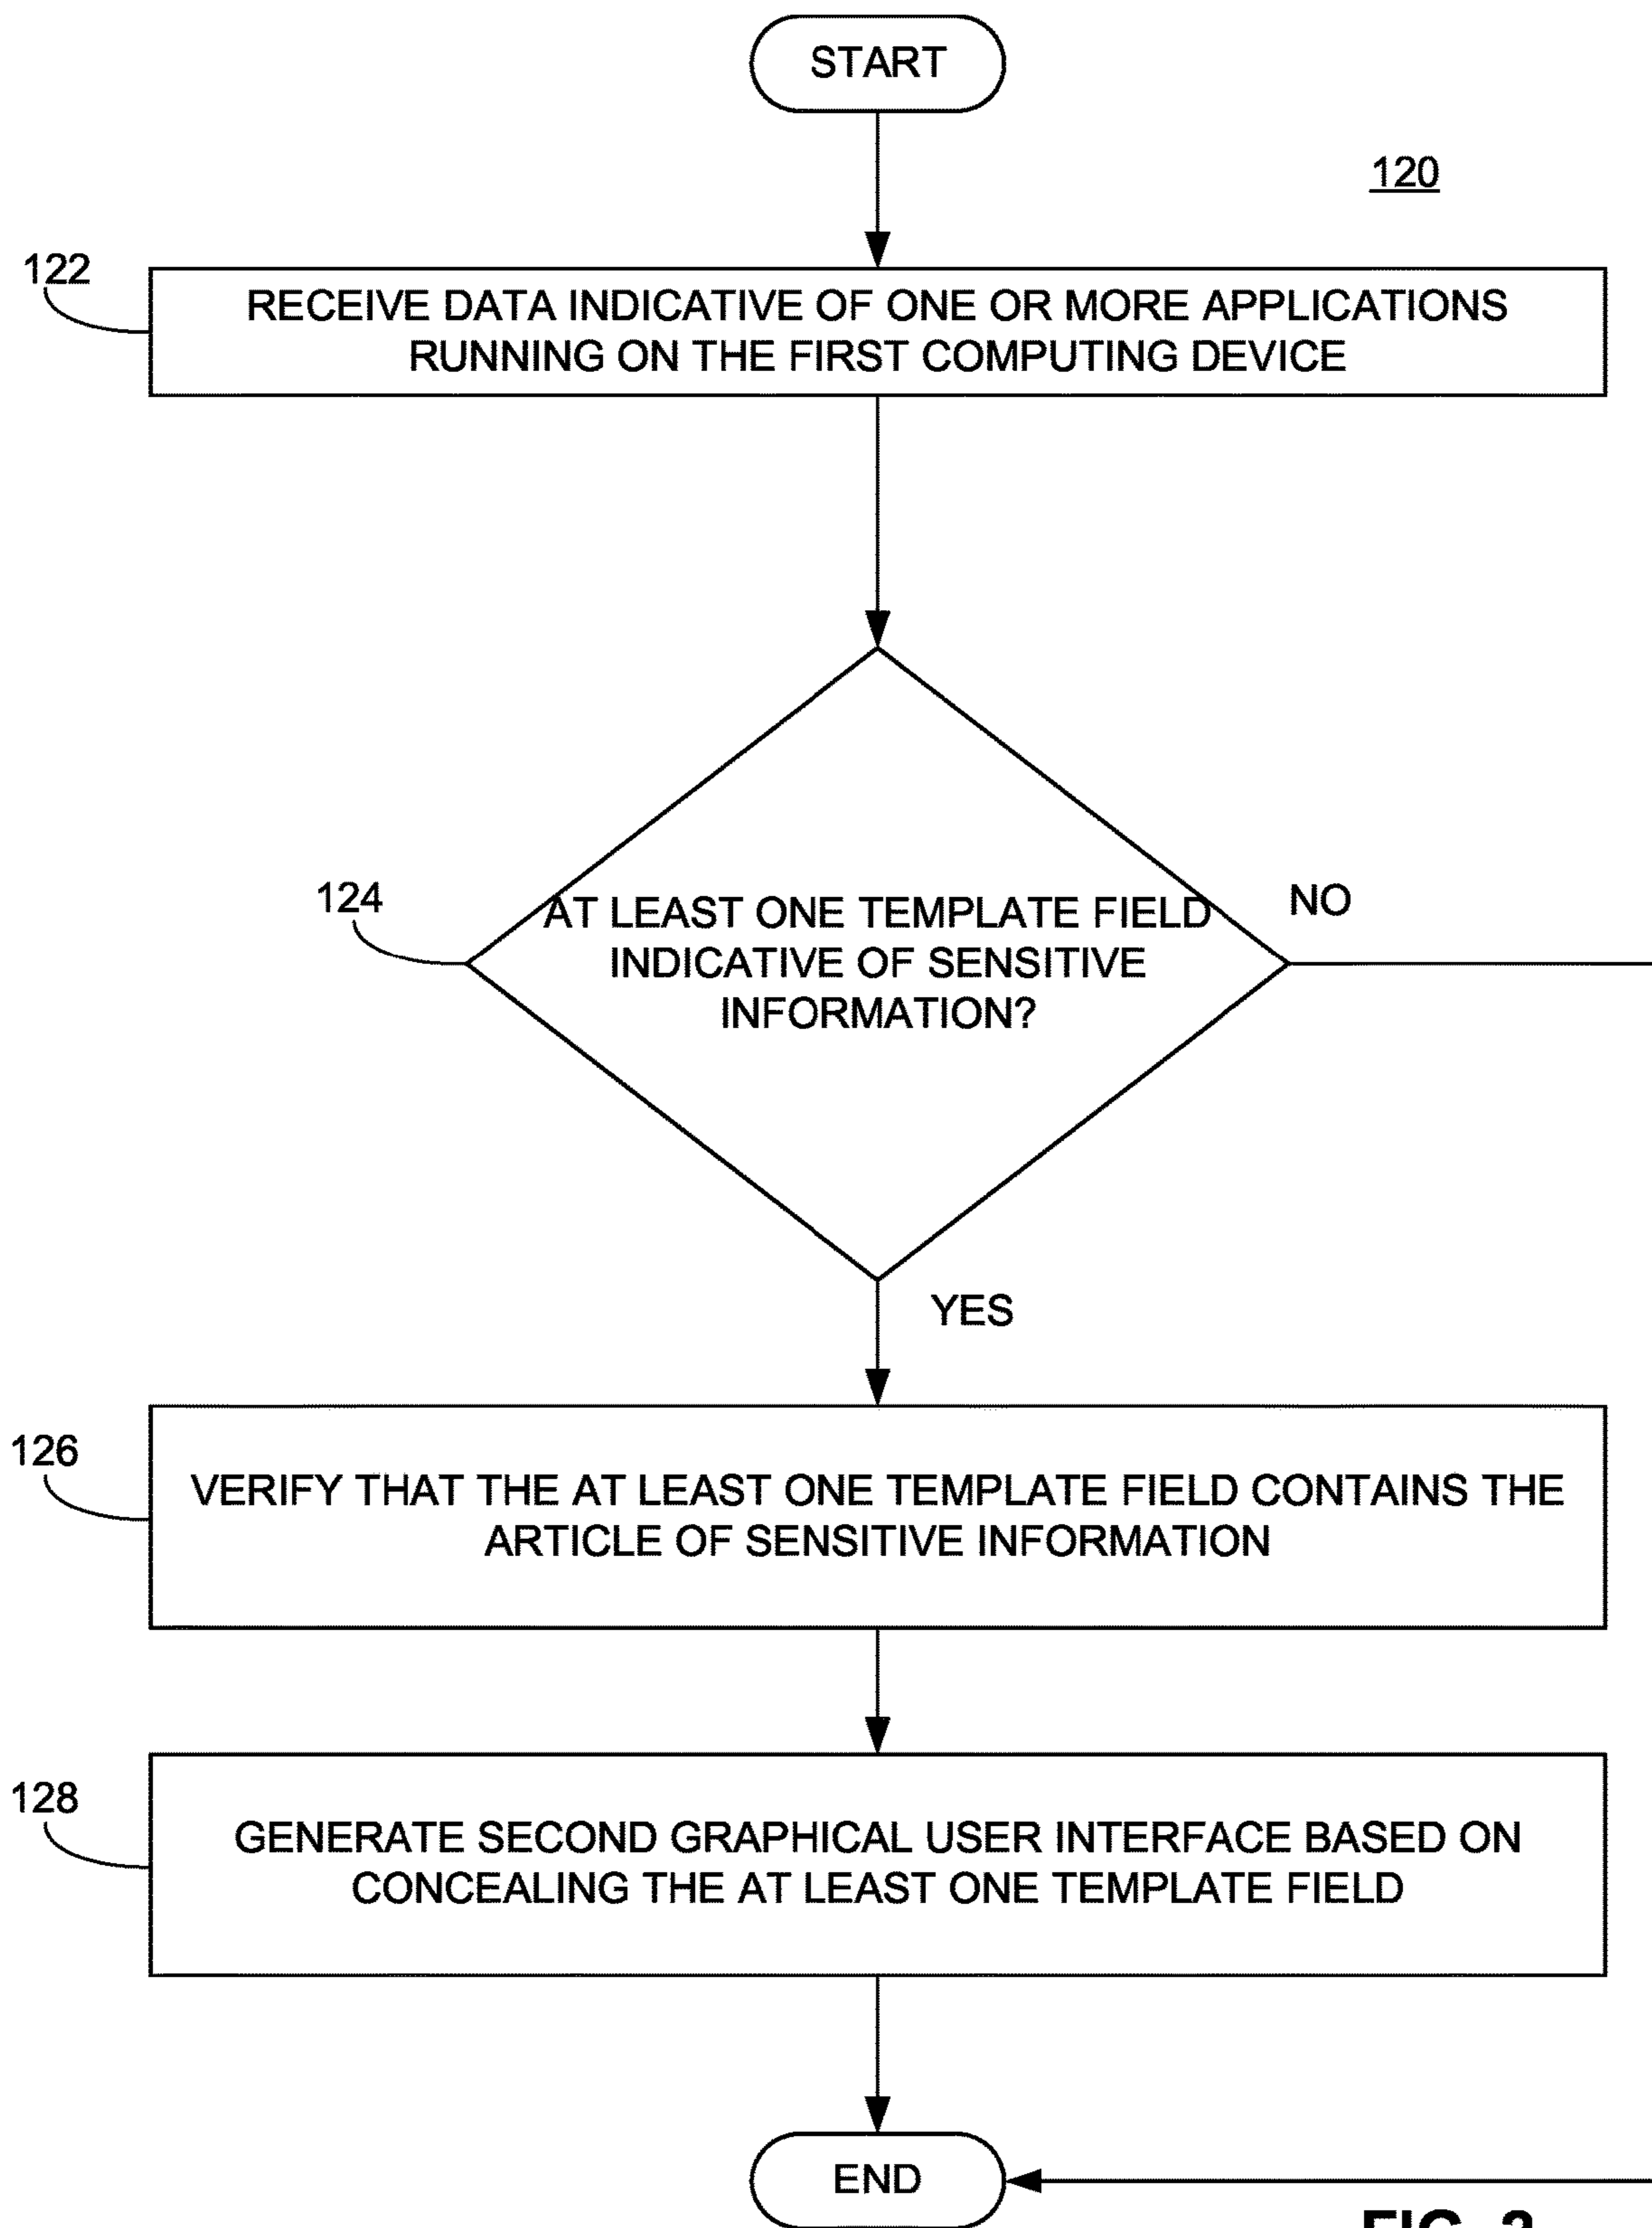 START
120
122
RECEIVE DATA INDICATIVE OF ONE OR MORE APPLICATIONS
RUNNING ON THE FIRST COMPUTING DEVICE
124
AT LEAST ONE TEMPLATE FIELD
INDICATIVE OF SENSITIVE
INFORMATION?
NO
YES
126
VERIFY THAT THE AT LEAST ONE TEMPLATE FIELD CONTAINS THE
ARTICLE OF SENSITIVE INFORMATION
128
GENERATE SECOND GRAPHICAL USER INTERFACE BASED ON
CONCEALING THE AT LEAST ONE TEMPLATE FIELD
END
FIG.